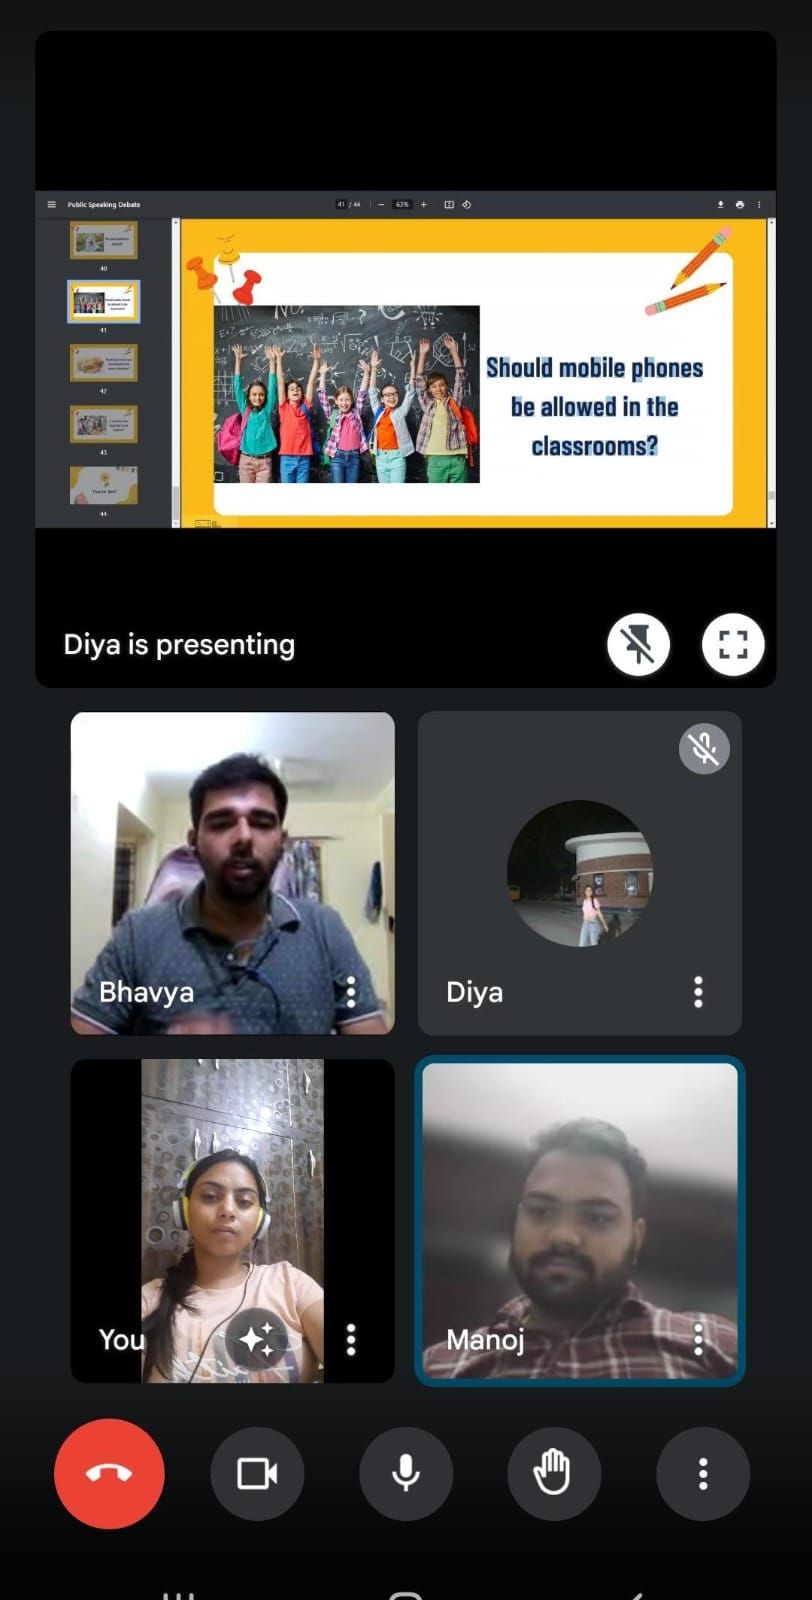 Public Speaking Debate
41 / 44
63%
40
41
42
43
Thank you!
44
Should mobile phones
be allowed in the
classrooms?
Diya is presenting
Bhavya
Diya
You
Manoj